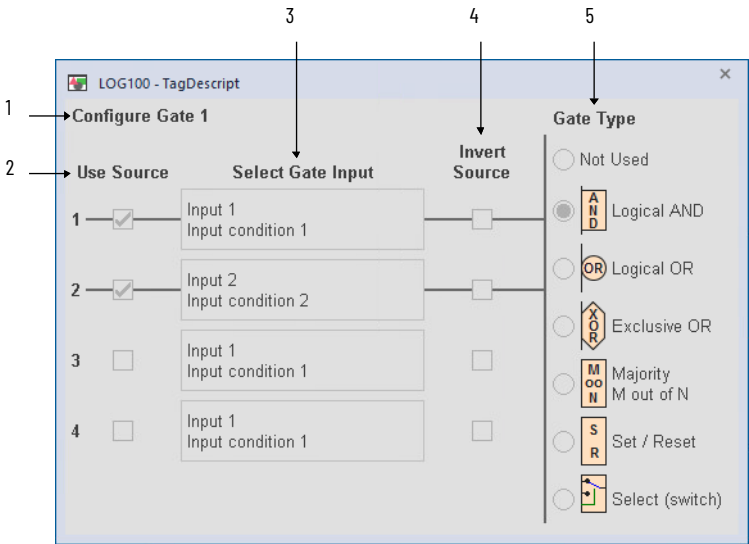 3
4
5
LOG100 - TagDescript
1
Configure Gate 1
Gate Type
2
Use Source
Select Gate Input
Invert
Source
Not Used
1
Input 1
Input condition 1
AND
Logical AND
2
Input 2
Input condition 2
OR
Logical OR
3
Input 1
Input condition 1
XOR
Exclusive OR
M
OO
N
Majority
M out of N
4
Input 1
Input condition 1
S
R
Set / Reset
Select (switch)